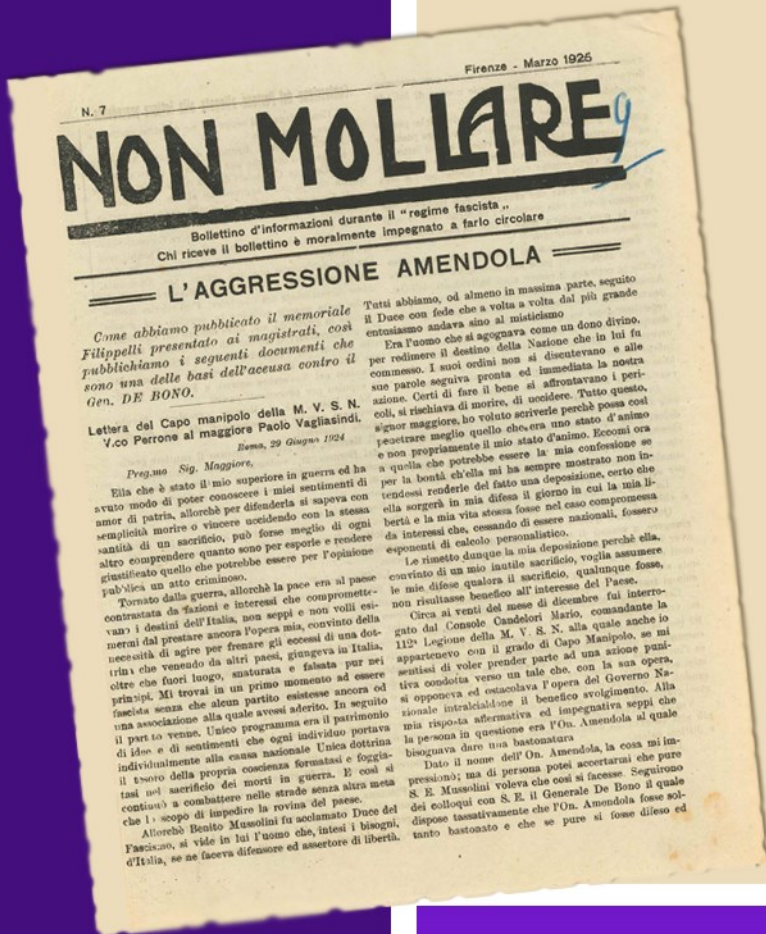 N. 7
Firenze - Marzo 1925
NON MOLLARE
9
Bollettino d'informazioni durante il "regime fascista „
Chi riceve il bollettino è moralmente impegnato a farlo circolare
L'AGGRESSIONE AMENDOLA
Come abbiamo pubblicato il memoriale
Filippelli presentato ai magistrati, così
pubblichiamo i seguenti documenti che
sono una delle basi dell'accusa contro il
Gen. DE BONO.
Lettera del Capo manipolo della M. V. S. N.
V.co Perrone al maggiore Paolo Vagliasindi.
Roma, 29 Giugno 1924
Preg.mo Sig. Maggiore,
Ella che è stato il mio superiore in guerra ed ha
avuto modo di poter conoscere i miei sentimenti di
amor di patria, allorchè per difenderla si sapeva con
semplicità morire o vincere uccidendo con la stessa
santità di un sacrificio, può forse meglio di ogni
altro comprendere quanto sono per esporle e rendere
giustificato quello che potrebbe essere per l'opinione
pubblica un atto criminoso.
Tornato dalla guerra, allorchè la pace era al paese
contrastata da fazioni e interessi che compromette-
vano i destini dell'Italia, non seppi e non volli esi-
mermi dal prestare ancora l'opera mia, convinto della
necessità di agire per frenare gli eccessi di una dot-
trina che venendo da altri paesi, giungeva in Italia,
oltre che fuori luogo, snaturata e falsata pur nei
principi. Mi trovai in un primo momento ad essere
fascista senza che alcun partito esistesse ancora od
una associazione alla quale avessi aderito. In seguito
il partito venne. Unico programma era il patrimonio
di idee e di sentimenti che ogni individuo portava
individualmente alla causa nazionale Unica dottrina
il tesoro della propria coscienza formatasi e foggia-
tasi nel sacrificio dei morti in guerra. E così si
continuò a combattere nelle strade senza altra meta
che lo scopo di impedire la rovina del paese.
Allorchè Benito Mussolini fu acclamato Duce del
Fascismo, si vide in lui l'uomo che, intesi i bisogni,
d'Italia, se ne faceva difensore ed assertore di libertà.
Tutti abbiamo, od almeno in massima parte, seguito
il Duce con fede che a volta a volta dal più grande
entusiasmo andava sino al misticismo
Era l'uomo che si agognava come un dono divino,
per redimere il destino della Nazione che in lui fu
commesso. I suoi ordini non si discutevano e alle
sue parole seguiva pronta ed immediata la nostra
azione. Certi di fare il bene si affrontavano i peri-
coli, si rischiava di morire, di uccidere. Tutto questo,
signor maggiore, ho voluto scriverle perchè possa così
penetrare meglio quello che era uno stato d'animo
e non propriamente il mio stato d'animo. Eccomi ora
a quella che potrebbe essere la mia confessione se
per la bontà ch'ella mi ha sempre mostrato non in-
tendessi renderle del fatto una deposizione, certo che
ella sorgerà in mia difesa il giorno in cui la mia li-
bertà e la mia vita stessa fosse nel caso compromessa
da interessi che, cessando di essere nazionali, fossero
esponenti di calcolo personalistico.
Le rimetto dunque la mia deposizione perchè ella,
convinto di un mio inutile sacrificio, voglia assumere
le mie difese qualora il sacrificio, qualunque fosse,
non risultasse benefico all'interesse del Paese.
Circa ai venti del mese di dicembre fui interro-
gato dal Console Candelori Mario, comandante la
112ª Legione della M. V. S. N. alla quale anche io
appartenevo con il grado di Capo Manipolo, se mi
sentissi di voler prender parte ad una azione puni-
tiva condotta verso un tale che, con la sua opera,
si opponeva ed ostacolava l'opera del Governo Na-
zionale intralciandone il benefico svolgimento. Alla
mia risposta affermativa ed impegnativa seppi che
la persona in questione era l'On. Amendola al quale
bisognava dare una bastonatura
Dato il nome dell'On. Amendola, la cosa mi im-
pressionò; ma di persona potei accertarmi che pure
S. E. Mussolini voleva che così si facesse. Seguirono
dei colloqui con S. E. il Generale De Bono il quale
dispose tassativamente che l'On. Amendola fosse sol-
tanto bastonato e che se pure si fosse difeso ed